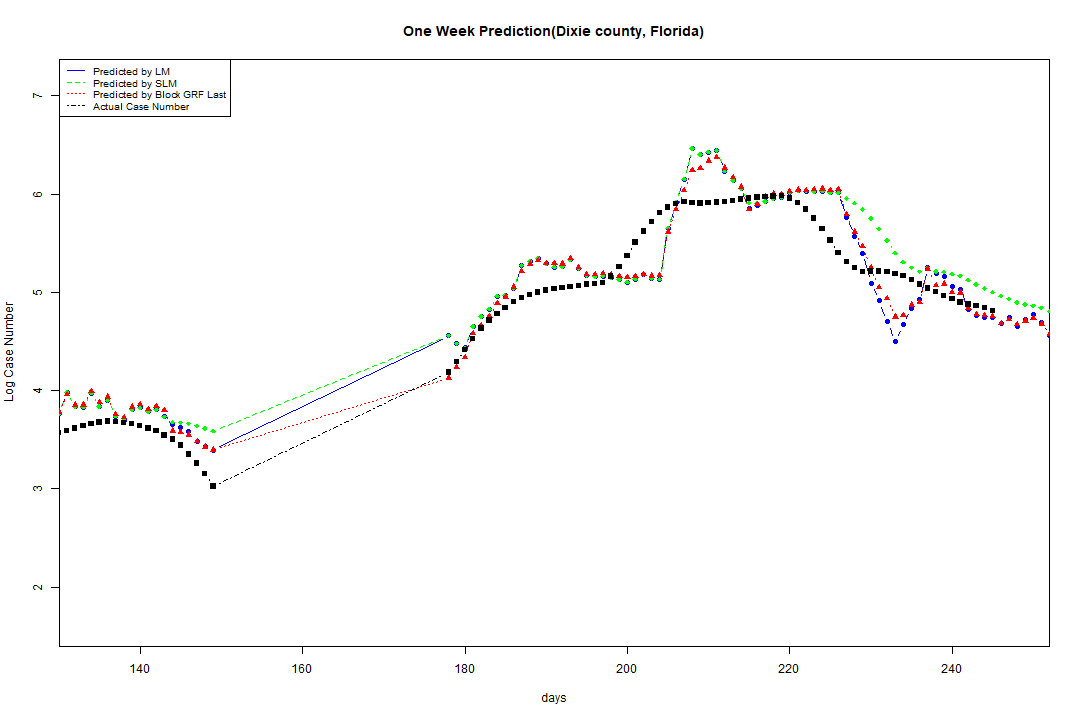 One Week Prediction(Dixie county, Florida)
Predicted by LM
Predicted by SLM
Predicted by Block GRF Last
Actual Case Number
7
6
5
4
3
2
Log Case Number
140 160 180 200 220 240
days